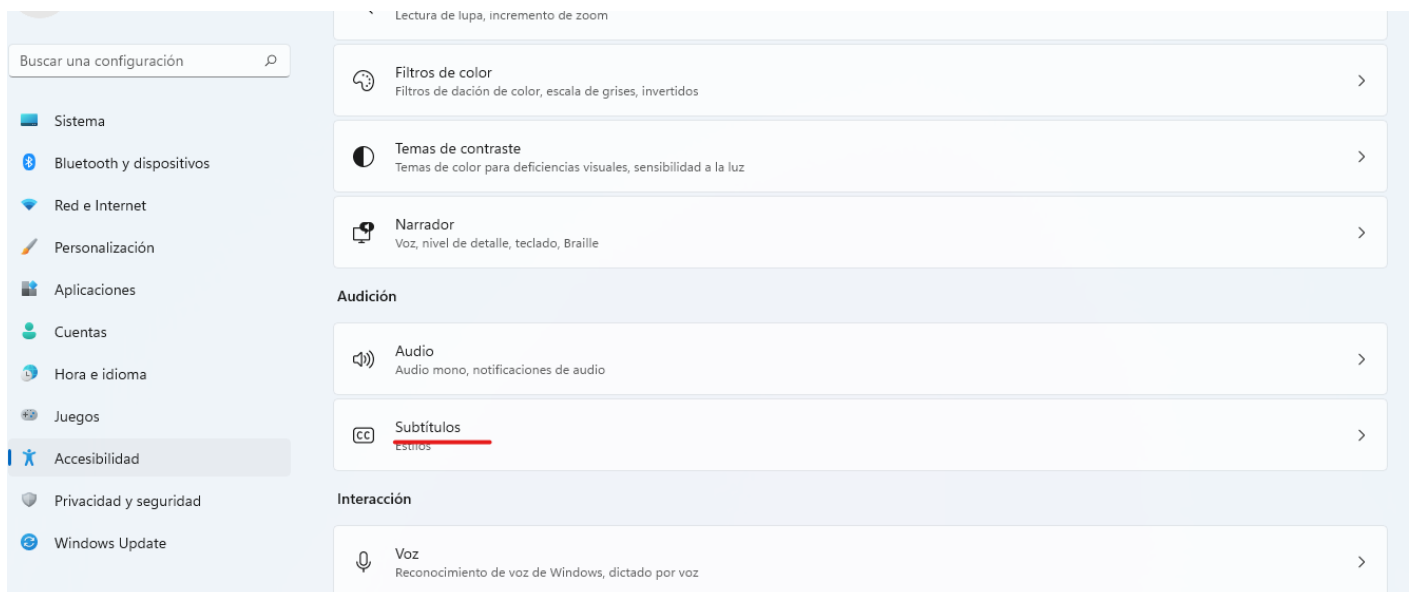 Lectura de lupa, incremento de zoom
Buscar una configuración
Filtros de color
Filtros de dación de color, escala de grises, invertidos
Sistema
Temas de contraste
Temas de color para deficiencias visuales, sensibilidad a la luz
Bluetooth y dispositivos
Red e Internet
Narrador
Voz, nivel de detalle, teclado, Braille
Personalización
Aplicaciones
Audición
Cuentas
Audio
Audio mono, notificaciones de audio
Hora e idioma
Juegos
Subtítulos
Estilos
Accesibilidad
Privacidad y seguridad
Interacción
Windows Update
Voz
Reconocimiento de voz de Windows, dictado por voz